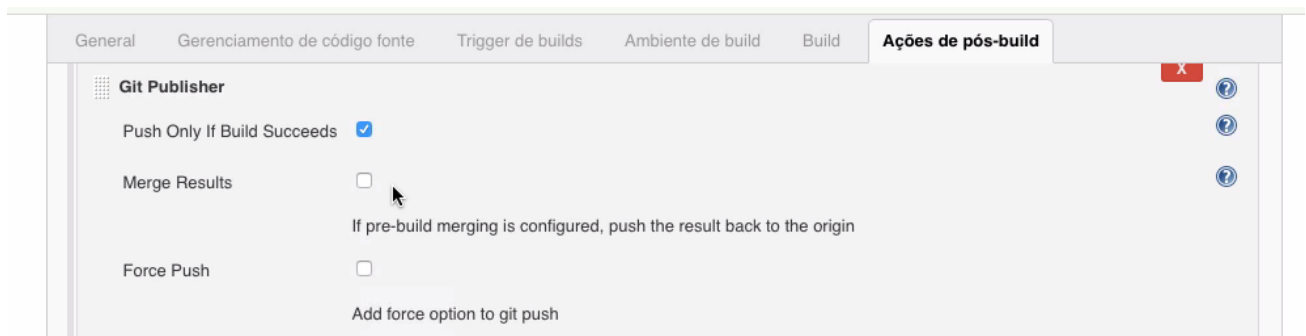 General Gerenciamento de código fonte Trigger de builds Ambiente de build Build Ações de pós-build
X
Git Publisher ?
Push Only If Build Succeeds ?
Merge Results ?
If pre-build merging is configured, push the result back to the origin
Force Push
Add force option to git push